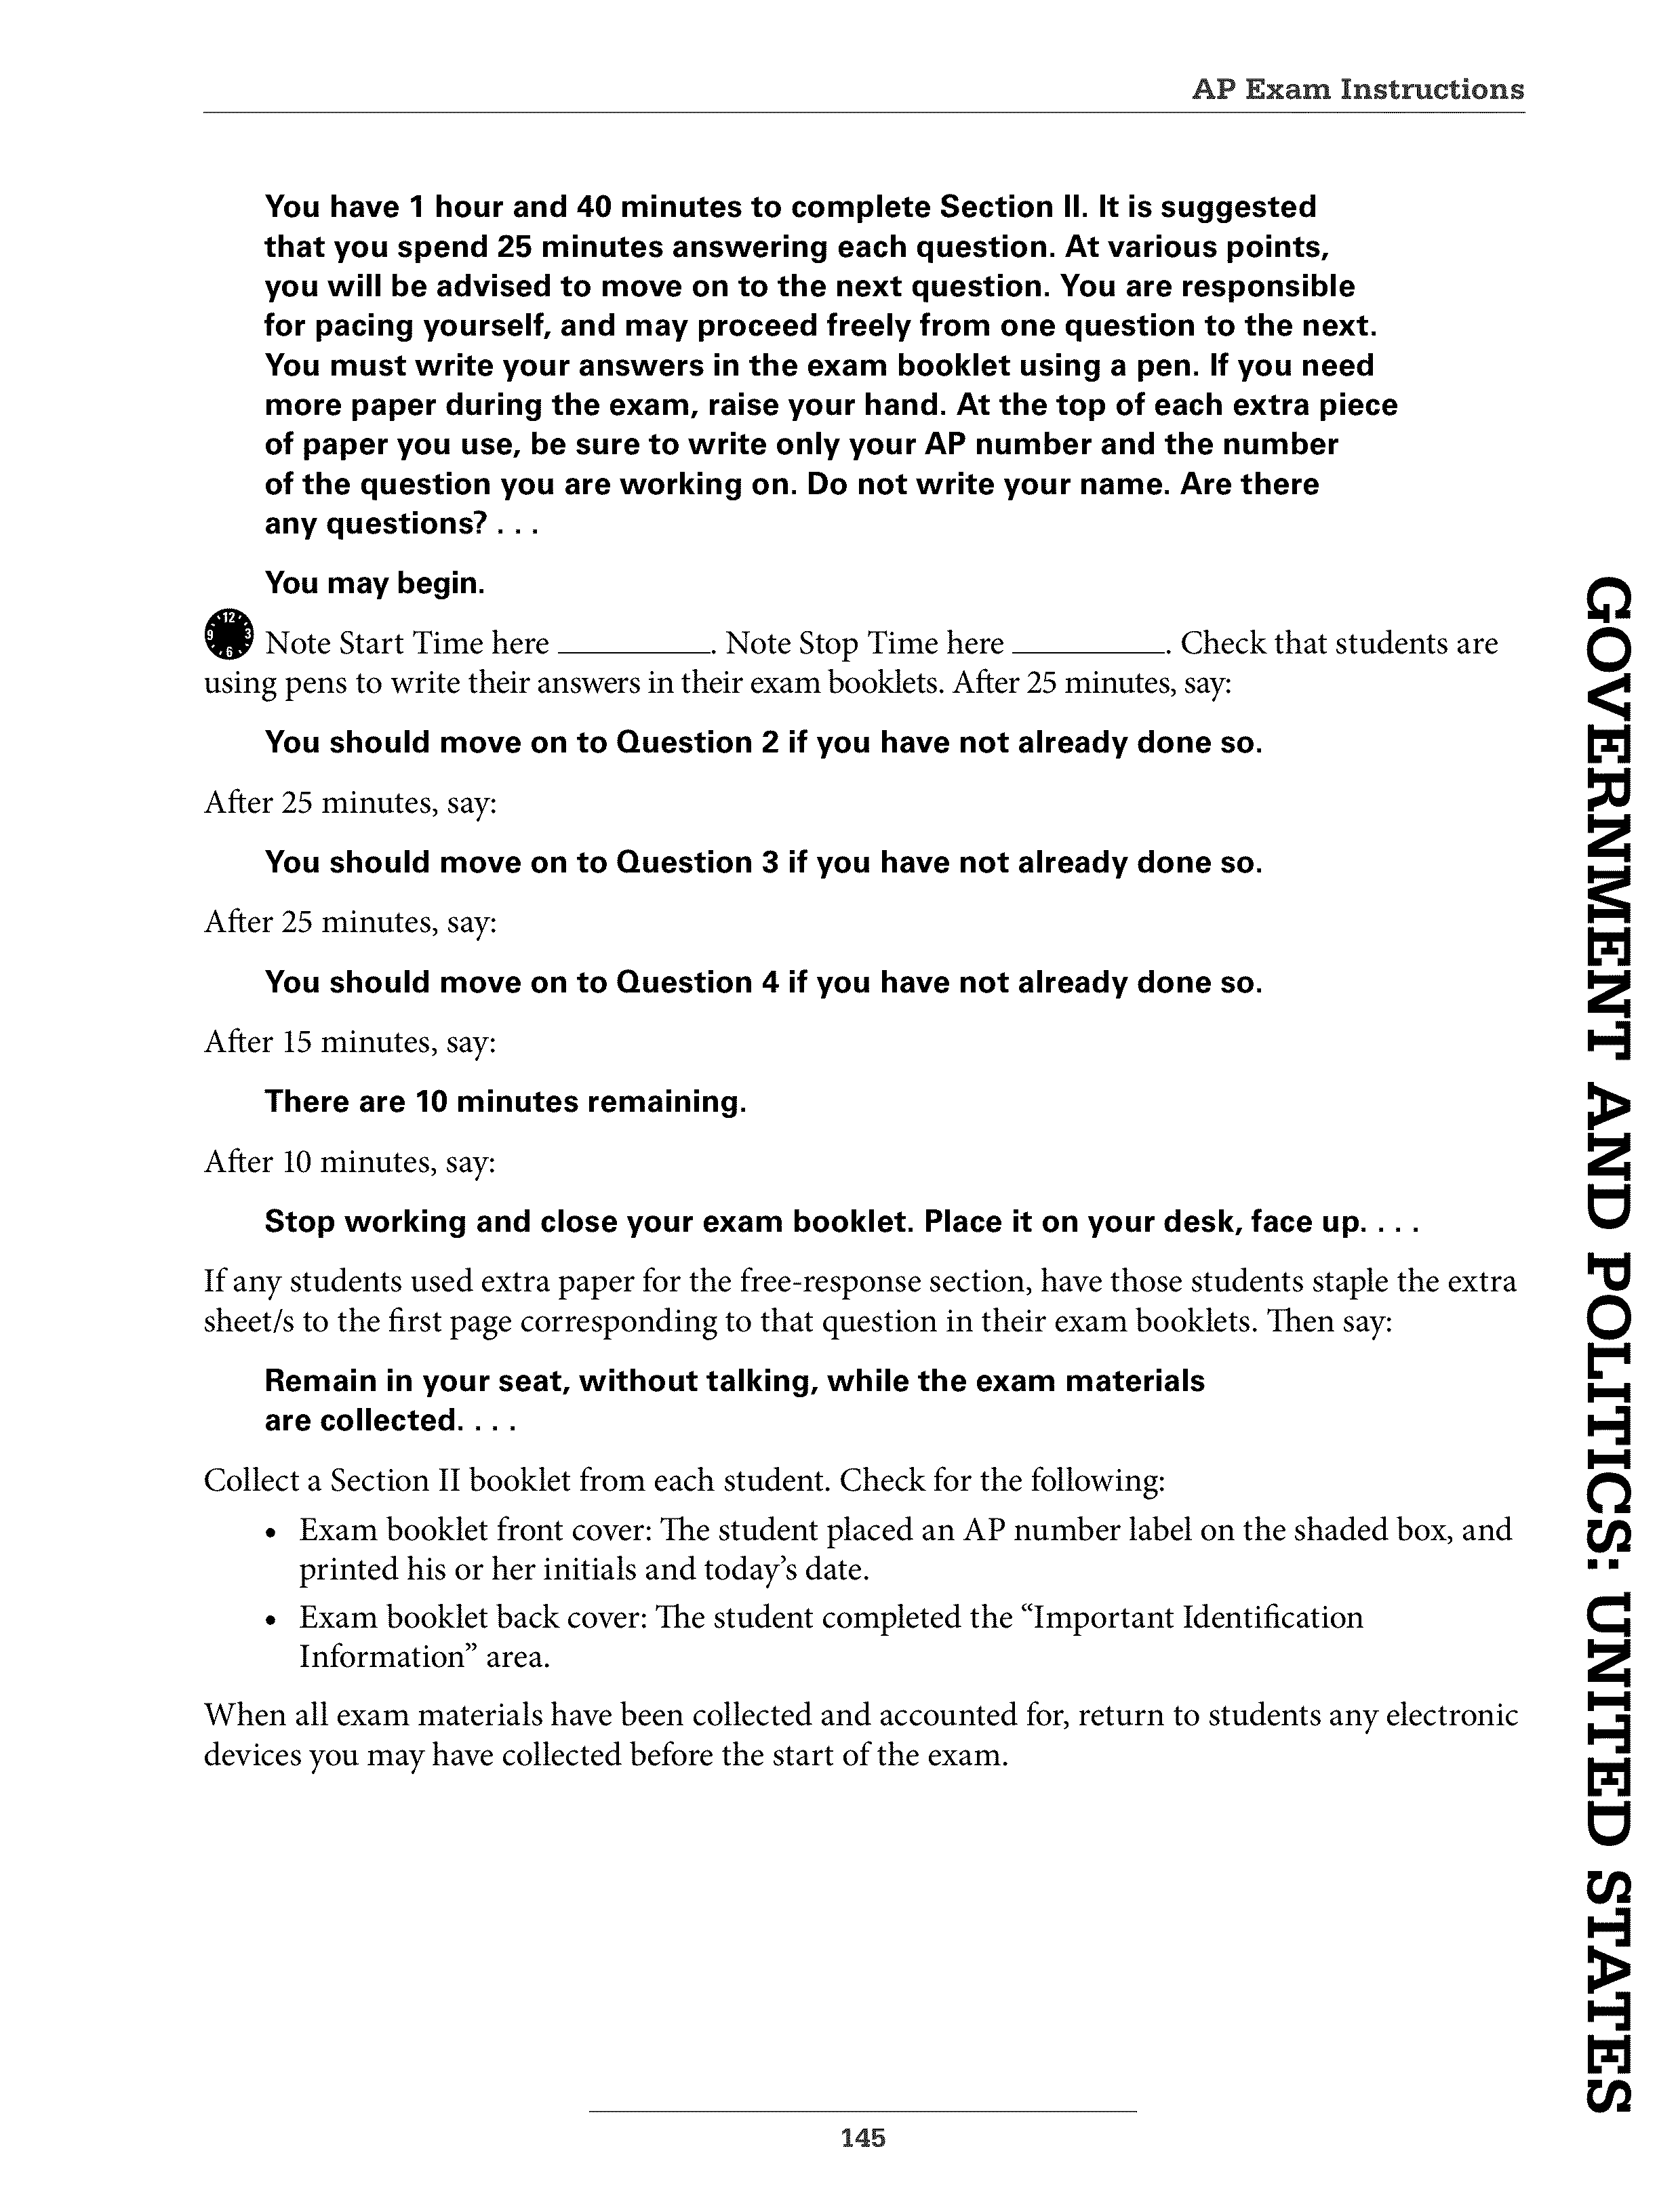 AP Exam Instructions
You have 1 hour and 40 minutes to complete Section II. It is suggested
that you spend 25 minutes answering each question. At various points,
you will be advised to move on to the next question. You are responsible
for pacing yourself, and may proceed freely from one question to the next.
You must write your answers in the exam booklet using a pen. If you need
more paper during the exam, raise your hand. At the top of each extra piece
of paper you use, be sure to write only your AP number and the number
of the question you are working on. Do not write your name. Are there
any questions? . . .
You may begin.
12
9 3
6
Note Start Time here __________. Note Stop Time here __________. Check that students are
using pens to write their answers in their exam booklets. After 25 minutes, say:
You should move on to Question 2 if you have not already done so.
After 25 minutes, say:
You should move on to Question 3 if you have not already done so.
After 25 minutes, say:
You should move on to Question 4 if you have not already done so.
After 15 minutes, say:
There are 10 minutes remaining.
After 10 minutes, say:
Stop working and close your exam booklet. Place it on your desk, face up. . . .
If any students used extra paper for the free-response section, have those students staple the extra
sheet/s to the first page corresponding to that question in their exam booklets. Then say:
Remain in your seat, without talking, while the exam materials
are collected. . . .
Collect a Section II booklet from each student. Check for the following:
• Exam booklet front cover: The student placed an AP number label on the shaded box, and
printed his or her initials and today’s date.
• Exam booklet back cover: The student completed the “Important Identification
Information” area.
When all exam materials have been collected and accounted for, return to students any electronic
devices you may have collected before the start of the exam.
GOVERNMENT AND POLITICS: UNITED STATES
145